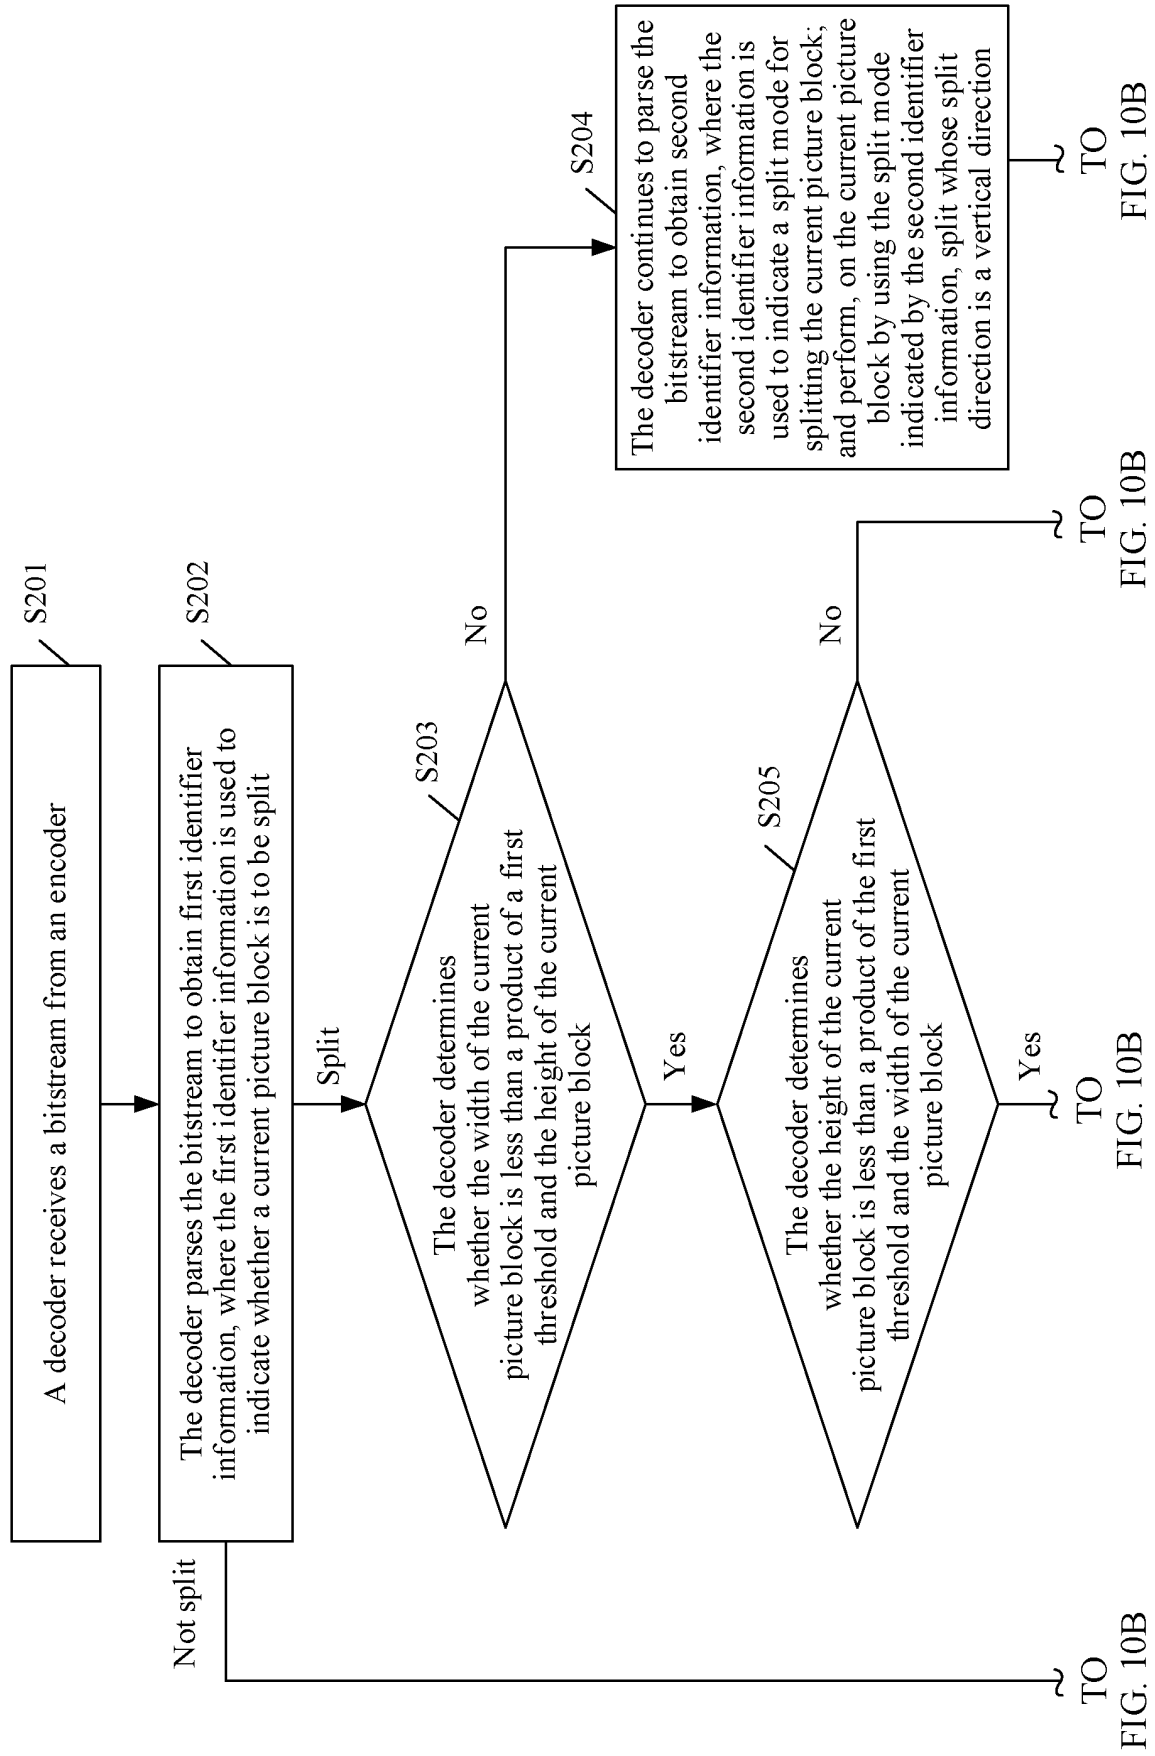 A decoder receives a bitstream from an encoder
S201
The decoder parses the bitstream to obtain first identifier
information, where the first identifier information is used to
indicate whether a current picture block is to be split
S202
Not split
Split
The decoder determines
whether the width of the current
picture block is less than a product of a first
threshold and the height of the current
picture block
S203
No
Yes
The decoder continues to parse the
bitstream to obtain second
identifier information, where the
second identifier information is
used to indicate a split mode for
splitting the current picture block;
and perform, on the current picture
block by using the split mode
indicated by the second identifier
information, split whose split
direction is a vertical direction
S204
The decoder determines
whether the height of the current
picture block is less than a product of the first
threshold and the width of the current
picture block
S205
No
Yes
TO
FIG. 10B
TO
FIG. 10B
TO
FIG. 10B
TO
FIG. 10B